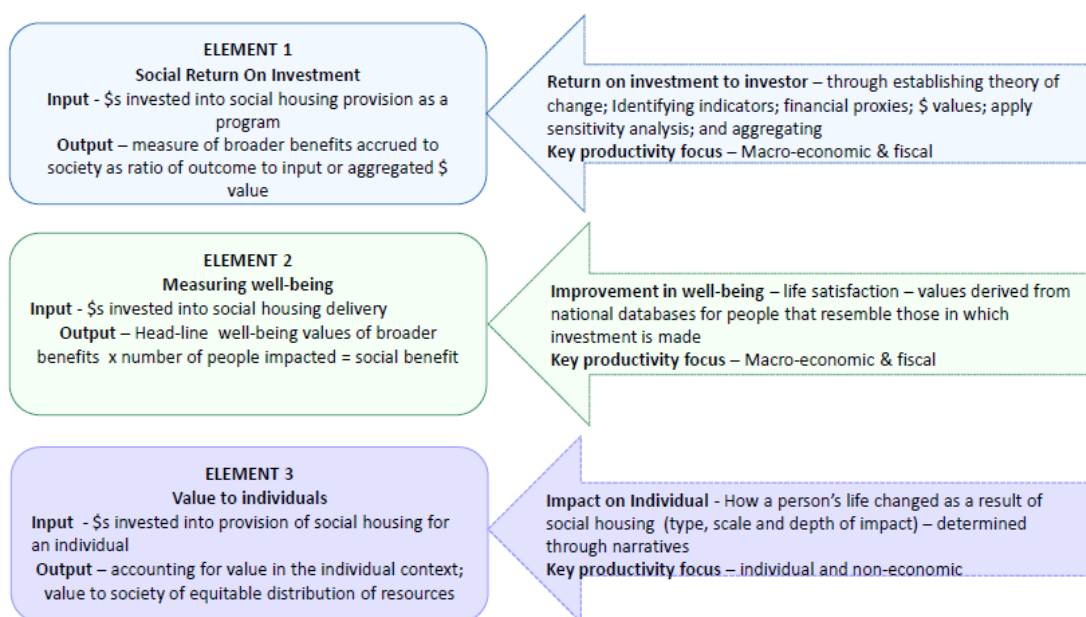 ELEMENT 1
Social Return On Investment
Input - $s invested into social housing provision as a
program
Output – measure of broader benefits accrued to
society as ratio of outcome to input or aggregated $
value
Return on investment to investor – through establishing theory of
change; Identifying indicators; financial proxies; $ values; apply
sensitivity analysis; and aggregating
Key productivity focus – Macro-economic & fiscal
ELEMENT 2
Measuring well-being
Input - $s invested into social housing delivery
Output – Head-line well-being values of broader
benefits x number of people impacted = social benefit
Improvement in well-being – life satisfaction – values derived from
national databases for people that resemble those in which
investment is made
Key productivity focus – Macro-economic & fiscal
ELEMENT 3
Value to individuals
Input - $s invested into provision of social housing for
an individual
Output – accounting for value in the individual context;
value to society of equitable distribution of resources
Impact on Individual - How a person's life changed as a result of
social housing (type, scale and depth of impact) – determined
through narratives
Key productivity focus – individual and non-economic